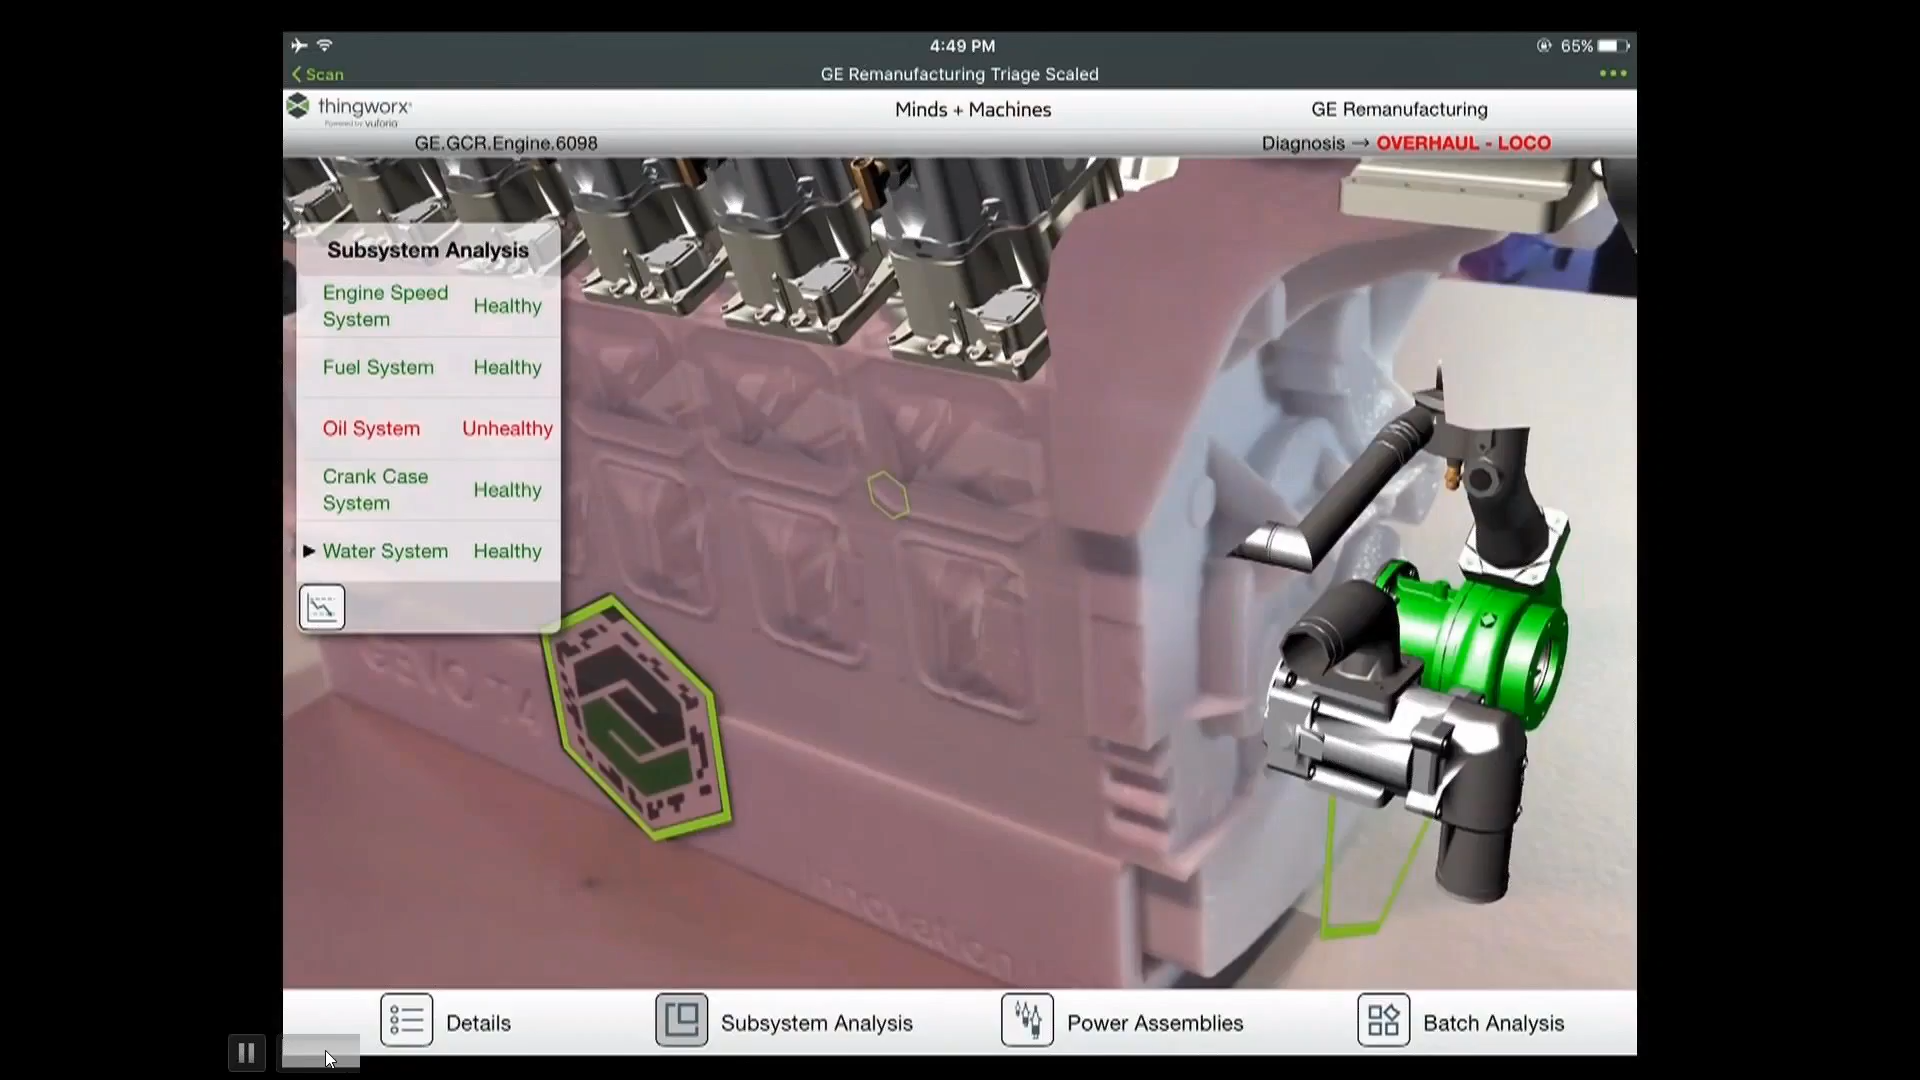 4:49 PM
65%
Scan
GE Remanufacturing Triage Scaled
thingworx
Powered by vuforia
Minds + Machines
GE Remanufacturing
GE.GCR.Engine.6098
Diagnosis → OVERHAUL - LOCO
Subsystem Analysis
Engine Speed
System
Healthy
Fuel System
Healthy
Oil System
Unhealthy
Crank Case
System
Healthy
Water System
Healthy
Innovation
Details
Subsystem Analysis
Power Assemblies
Batch Analysis